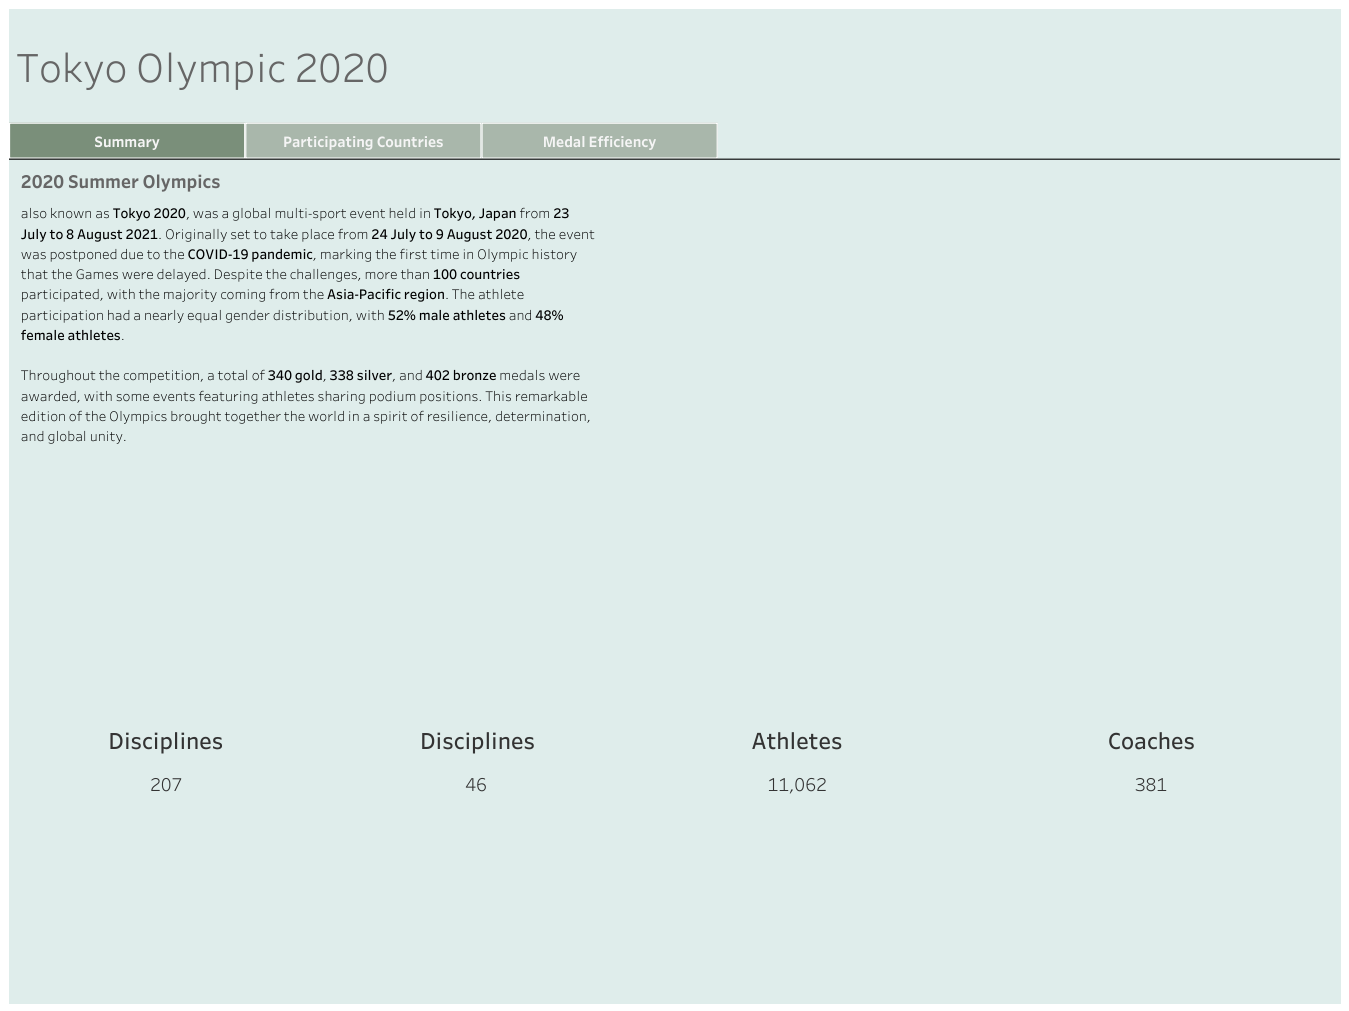 Tokyo Olympic 2020
Summary
Participating Countries
Medal Efficiency
2020 Summer Olympics
also known as Tokyo 2020, was a global multi-sport event held in Tokyo, Japan from 23
July to 8 August 2021. Originally set to take place from 24 July to 9 August 2020, the event
was postponed due to the COVID-19 pandemic, marking the first time in Olympic history
that the Games were delayed. Despite the challenges, more than 100 countries
participated, with the majority coming from the Asia-Pacific region. The athlete
participation had a nearly equal gender distribution, with 52% male athletes and 48%
female athletes.
Throughout the competition, a total of 340 gold, 338 silver, and 402 bronze medals were
awarded, with some events featuring athletes sharing podium positions. This remarkable
edition of the Olympics brought together the world in a spirit of resilience, determination,
and global unity.
Disciplines
207
Disciplines
46
Athletes
11,062
Coaches
381